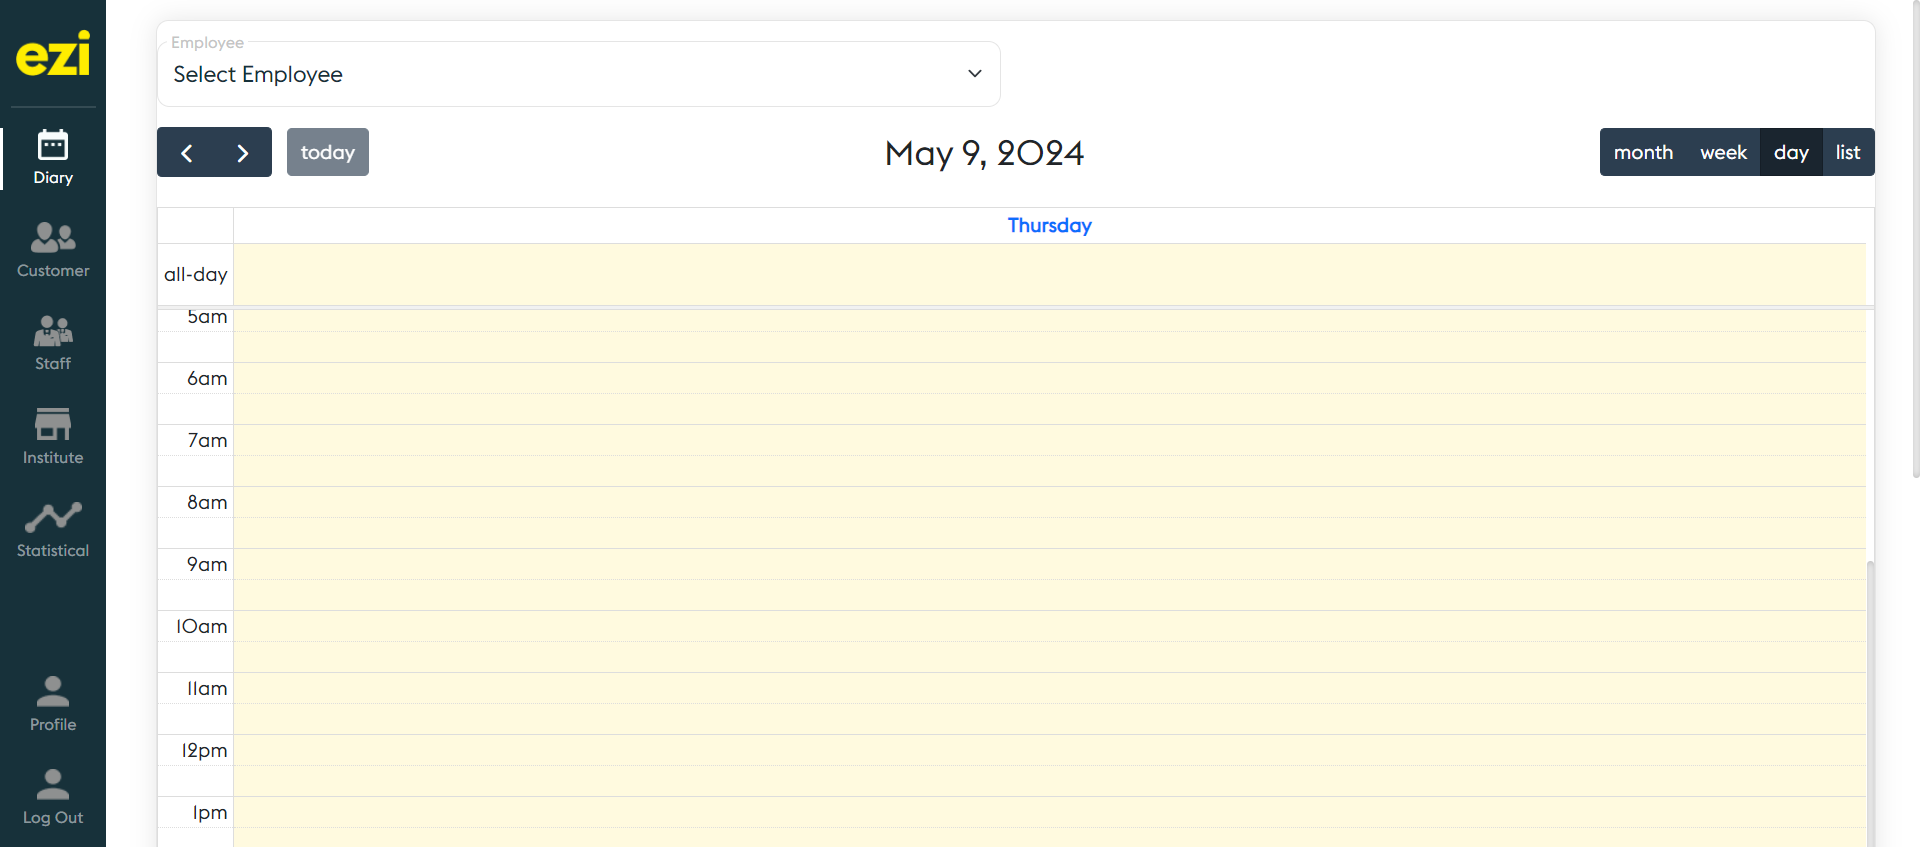 ezi
Diary
Customer
Staff
Institute
Statistical
Profile
Log Out
Employee
Select Employee
today
May 9, 2024
month week day list
Thursday
all-day
5am
6am
7am
8am
9am
10am
11am
12pm
1pm